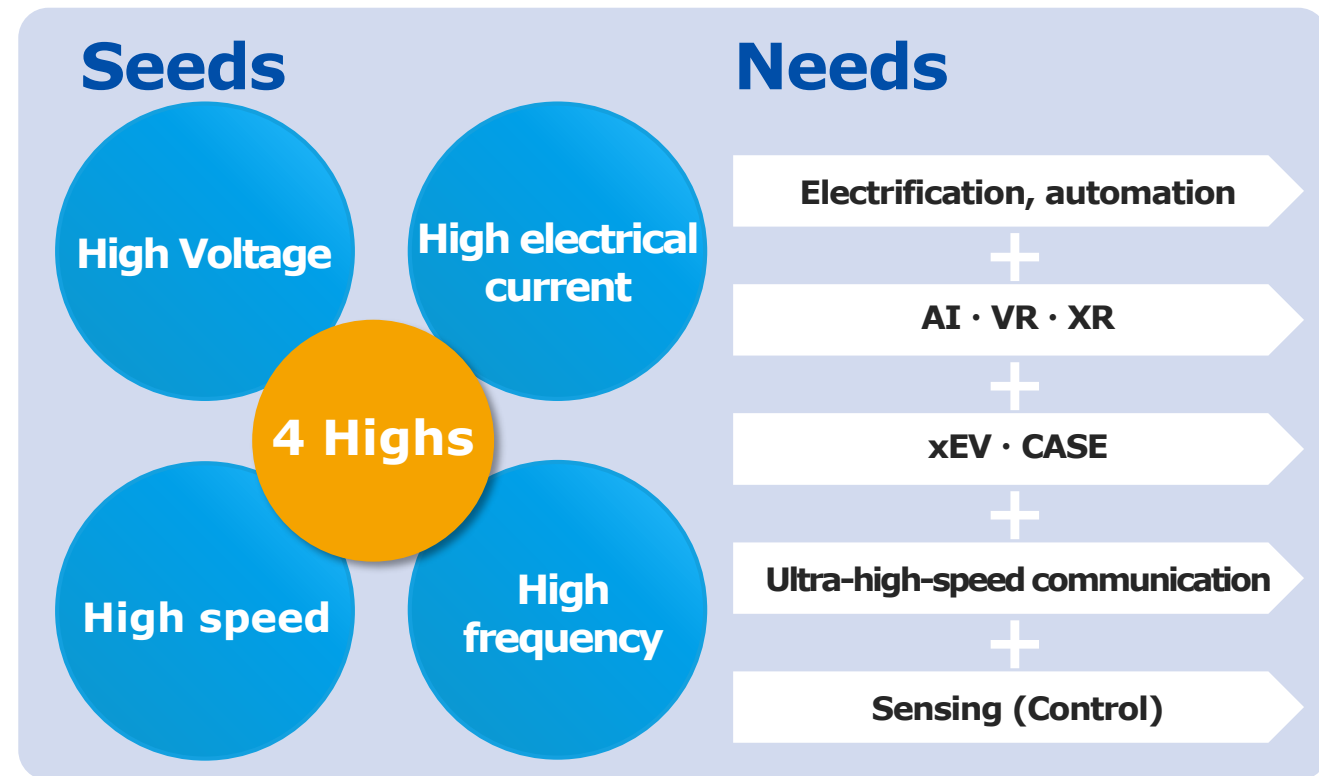 Seeds
High Voltage
High electrical
current
4 Highs
High speed
High
frequency
Needs
Electrification, automation
+
AI・VR・XR
+
xEV・CASE
+
Ultra-high-speed communication
+
Sensing (Control)